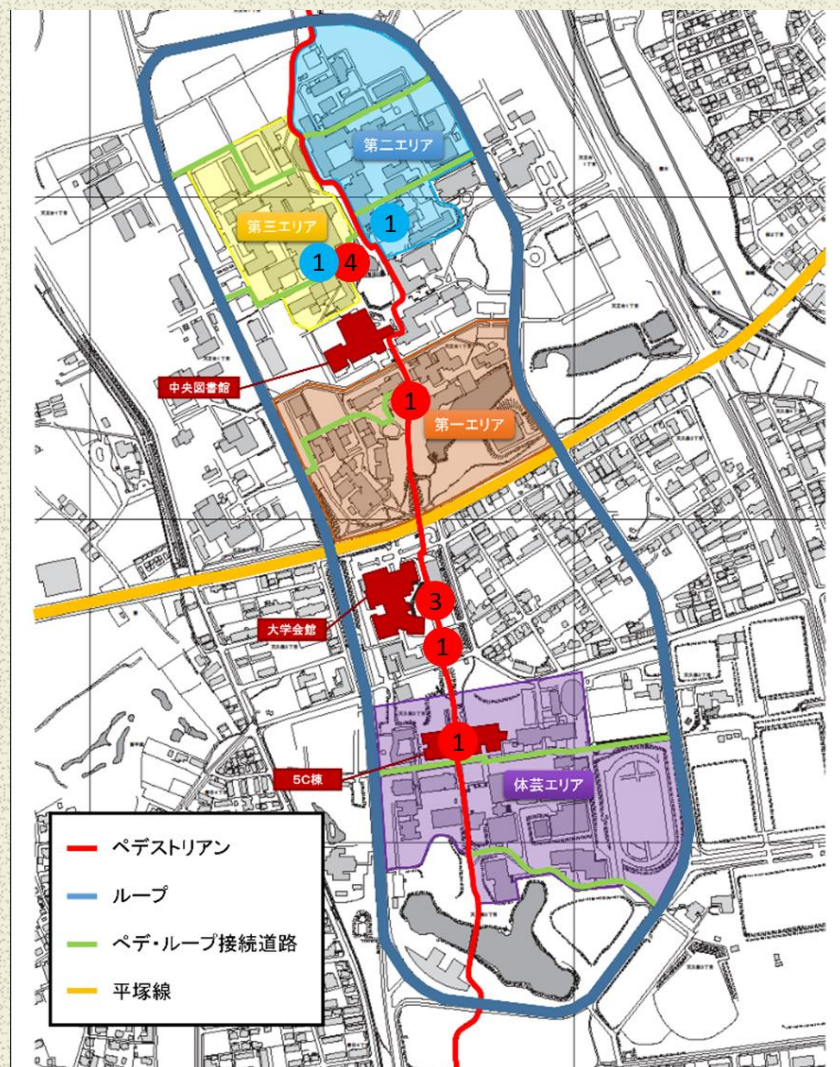 第二エリア
第三エリア
1
1
4
中央図書館
1
第一エリア
3
大学会館
1
1
5C棟
体芸エリア
ペデストリアン
ループ
ペデ・ループ接続道路
平塚線